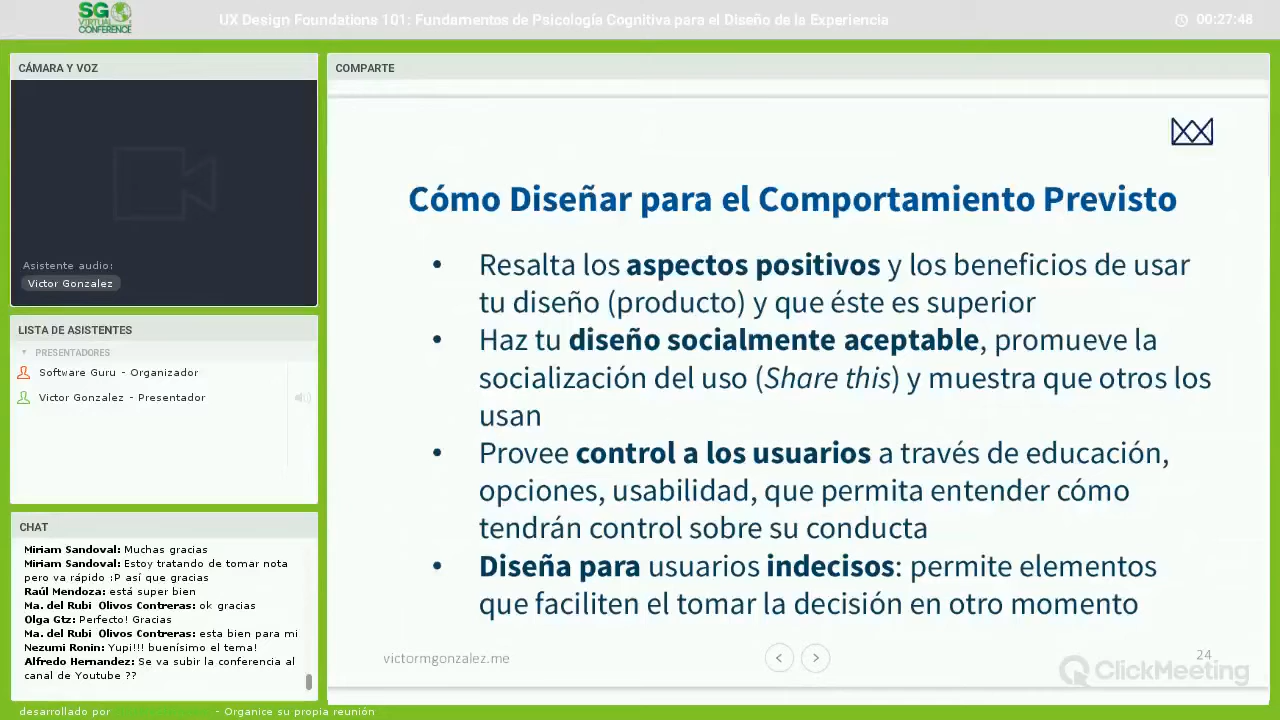 SG
VIRTUAL
CONFERENCE
UX Design Foundations 101: Fundamentos de Psicología Cognitiva para el Diseño de la Experiencia
00:27:48
CÁMARA Y VOZ
Asistente audio:
Victor Gonzalez
LISTA DE ASISTENTES
PRESENTADORES
Software Guru - Organizador
Victor Gonzalez - Presentador
CHAT
Miriam Sandoval: Muchas gracias
Miriam Sandoval: Estoy tratando de tomar nota
pero va rápido :P así que gracias
Raúl Mendoza: está super bien
Ma. del Rubi Olivos Contreras: ok gracias
Olga Gtz: Perfecto! Gracias
Ma. del Rubi Olivos Contreras: esta bien para mi
Nezumi Ronin: Yupi!!! buenísimo el tema!
Alfredo Hernandez: Se va subir la conferencia al
canal de Youtube ??
COMPARTE
Cómo Diseñar para el Comportamiento Previsto
• Resalta los aspectos positivos y los beneficios de usar
tu diseño (producto) y que éste es superior
• Haz tu diseño socialmente aceptable, promueve la
socialización del uso (Share this) y muestra que otros los
usan
• Provee control a los usuarios a través de educación,
opciones, usabilidad, que permita entender cómo
tendrán control sobre su conducta
• Diseña para usuarios indecisos: permite elementos
que faciliten el tomar la decisión en otro momento
victormgonzalez.me
24
ClickMeeting
desarrollado por - Organice su propia reunión